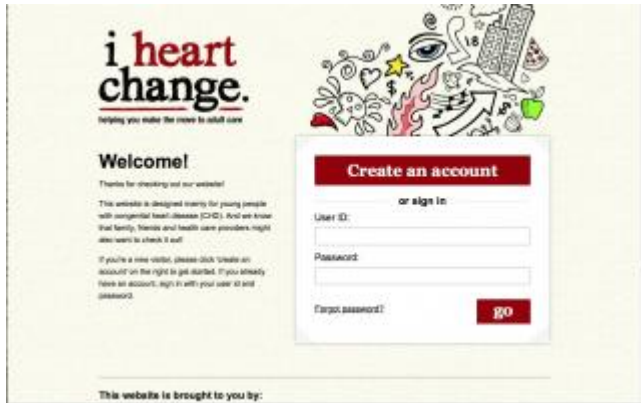 i heart
change.
helping you make the move to adult care
18
$
Welcome!
Thanks for checking out our website!
This website is designed mainly for young people
with congenital heart disease (CHD). And we know
that family, friends and health care providers might
also want to check it out!
If you're a new visitor, please click 'create an
account' on the right to get started. If you already
have an account, sign in with your user id and
password.
Create an account
or sign in
User ID:
Password:
Forgot password?
go
This website is brought to you by: